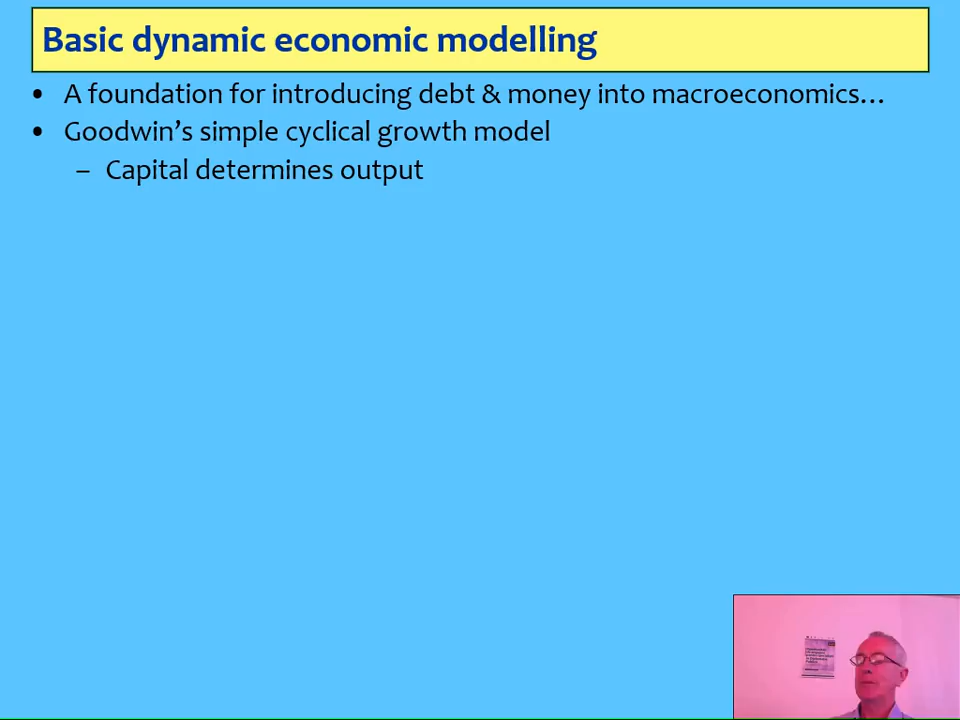 Basic dynamic economic modelling
• A foundation for introducing debt & money into macroeconomics…
• Goodwin’s simple cyclical growth model
– Capital determines output